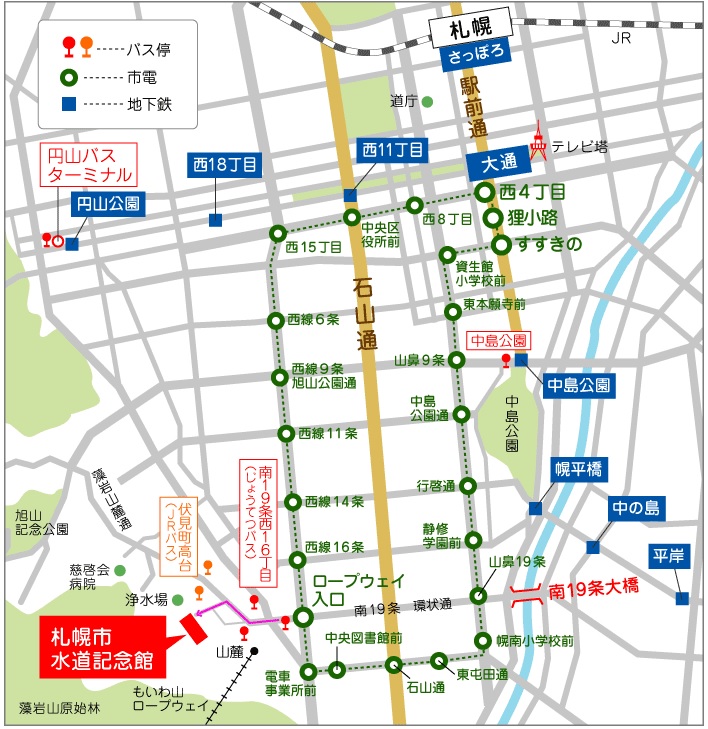 バス停
市電
地下鉄
札幌
さっぽろ
JR
駅前通
道庁
テレビ塔
大通
円山バス
ターミナル
円山公園
西18丁目
西11丁目
西4丁目
狸小路
すすきの
西8丁目
中央区
役所前
西15丁目
資生館
小学校前
石山通
東本願寺前
西線6条
中島公園
山鼻9条
中島公園
西線9条
旭山公園通
中島
公園通
中島公園
西線11条
幌平橋
行啓通
藻岩山麓通
南19条西16丁目
(じょうてつバス)
伏見町高台
(JRバス)
西線14条
中の島
旭山
記念公園
静修
学園前
西線16条
平岸
慈啓会
病院
山鼻19条
浄水場
ロープウェイ
入口
南19条大橋
南19条 環状通
札幌市
水道記念館
山麓
中央図書館前
幌南小学校前
電車
事業所前
石山通
東屯田通
もいわ山
ロープウェイ
藻岩山原始林